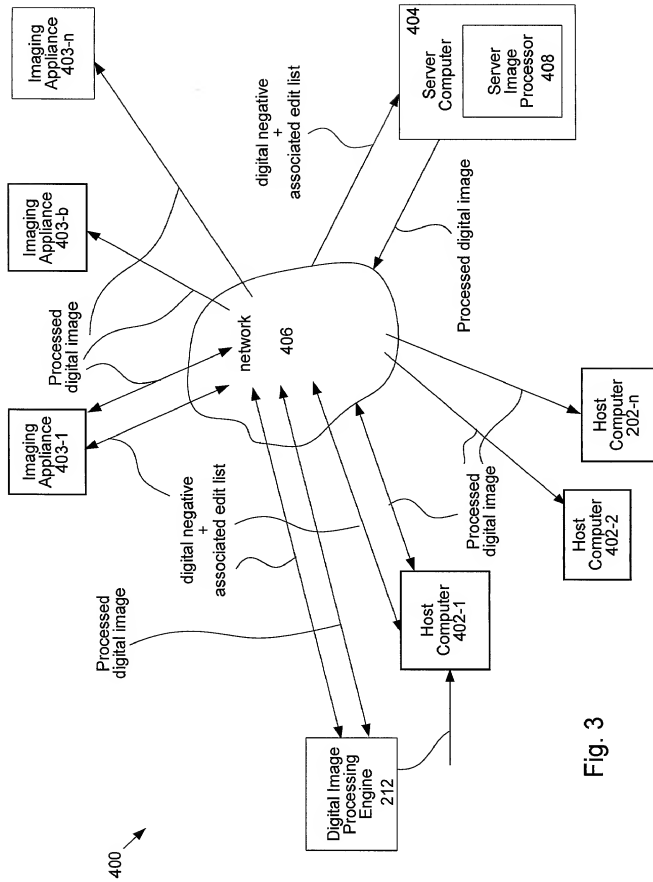 400
Imaging
Appliance
403-1
Imaging
Appliance
403-b
Imaging
Appliance
403-n
Processed
digital image
Processed
digital image
digital negative
+
associated edit list
digital negative
+
associated edit list
network
406
Digital Image
Processing
Engine
212
Server
Computer
404
Server
Image
Processor
408
Processed digital image
Host
Computer
402-1
Processed
digital image
Host
Computer
402-2
Host
Computer
202-n
Fig. 3